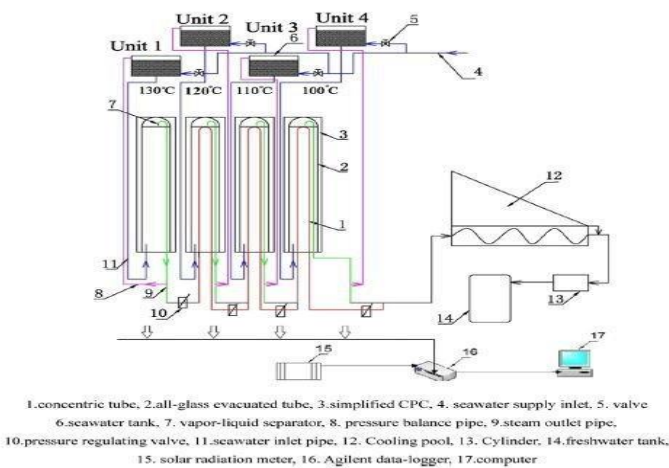 Unit 1
Unit 2
Unit 3
Unit 4
5
6
4
130℃
120℃
110℃
100℃
7
3
2
1
12
11
8
9
10
13
14
15
16
17
1.concentric tube, 2.all-glass evacuated tube, 3.simplified CPC, 4. seawater supply inlet, 5. valve
6.seawater tank, 7. vapor-liquid separator, 8. pressure balance pipe, 9.steam outlet pipe,
10.pressure regulating valve, 11.seawater inlet pipe, 12. Cooling pool, 13. Cylinder, 14.freshwater tank,
15. solar radiation meter, 16. Agilent data-logger, 17.computer